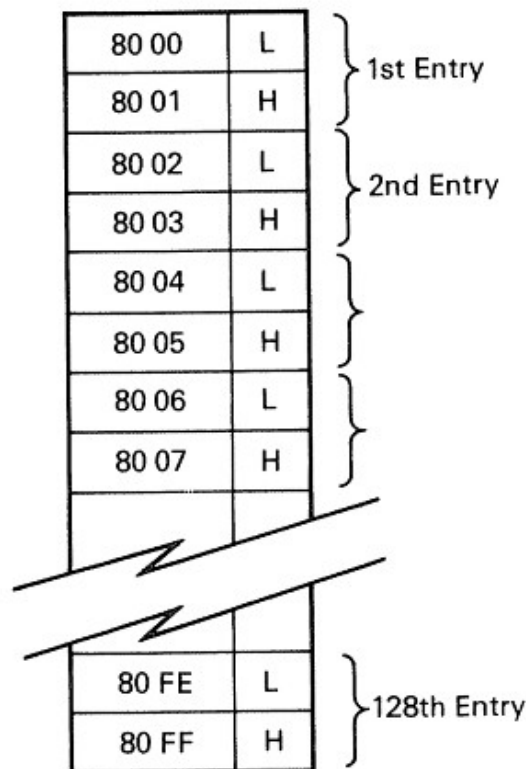 80 00 L
1st Entry
80 01 H
80 02 L
2nd Entry
80 03 H
80 04 L
80 05 H
80 06 L
80 07 H
80 FE L
128th Entry
80 FF H